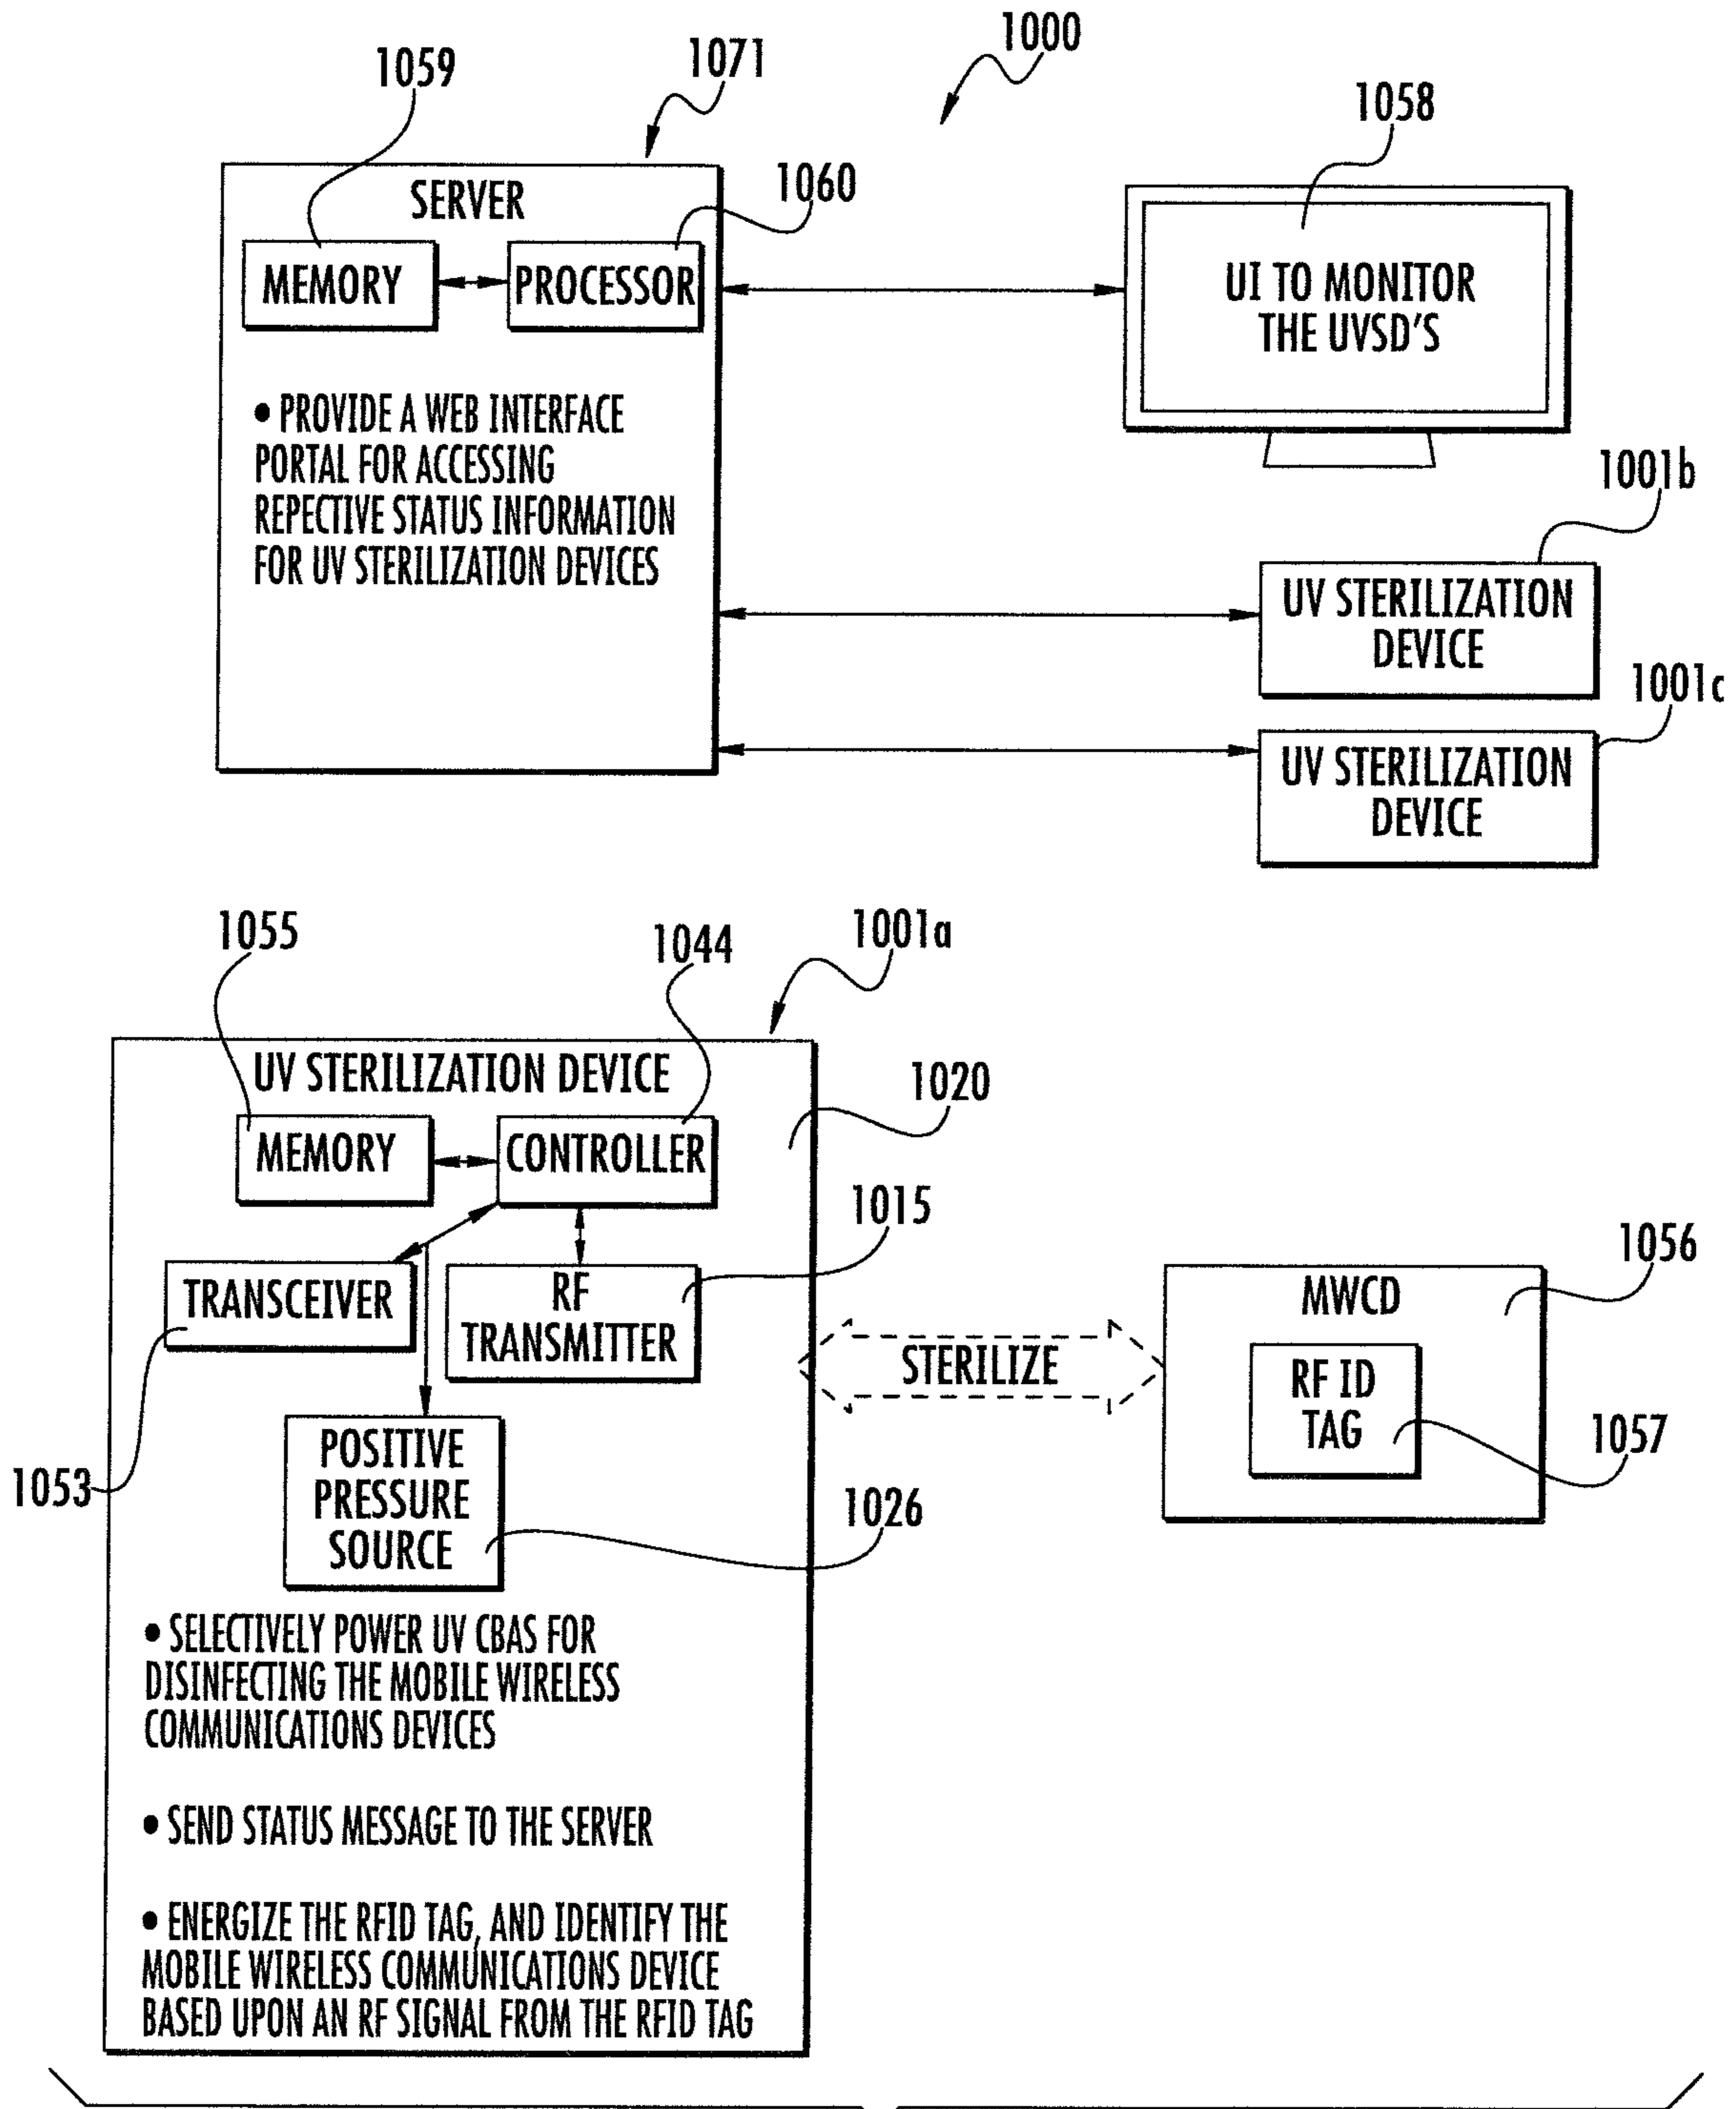 1000
1059
1071
1058
SERVER
1060
MEMORY
PROCESSOR
UI TO MONITOR
THE UVSD'S
• PROVIDE A WEB INTERFACE
PORTAL FOR ACCESSING
REPECTIVE STATUS INFORMATION
FOR UV STERILIZATION DEVICES
1001b
UV STERILIZATION
DEVICE
1001c
UV STERILIZATION
DEVICE
1055
1044
1001a
UV STERILIZATION DEVICE
1020
MEMORY
CONTROLLER
1015
TRANSCEIVER
RF
TRANSMITTER
1053
POSITIVE
PRESSURE
SOURCE
1026
STERILIZE
1056
MWCD
RF ID
TAG
1057
• SELECTIVELY POWER UV CBAS FOR
DISINFECTING THE MOBILE WIRELESS
COMMUNICATIONS DEVICES
• SEND STATUS MESSAGE TO THE SERVER
• ENERGIZE THE RFID TAG, AND IDENTIFY THE
MOBILE WIRELESS COMMUNICATIONS DEVICE
BASED UPON AN RF SIGNAL FROM THE RFID TAG